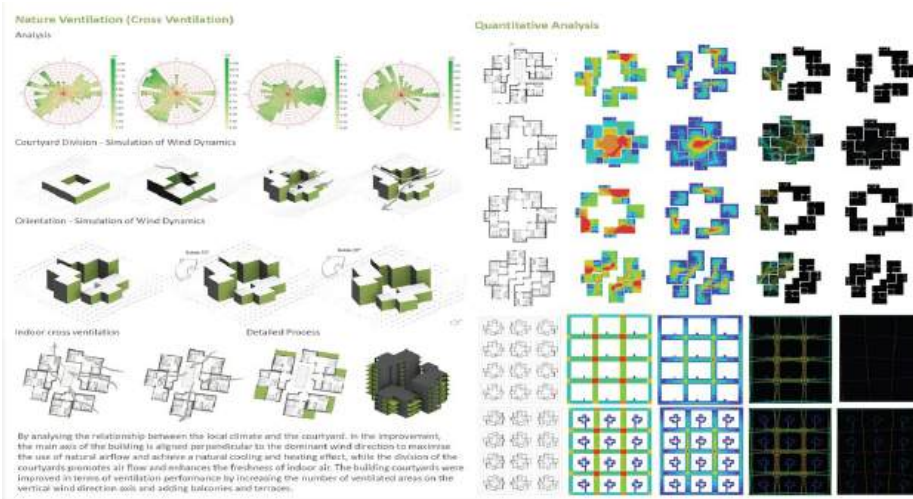 Nature Ventilation (Cross Ventilation)
Analysis
Courtyard Division - Simulation of Wind Dynamics
Orientation - Simulation of Wind Dynamics
Indoor cross ventilation
Detailed Process
By analysing the relationship between the local climate and the courtyard. In the improvement,
the main axis of the building is aligned perpendicular to the dominant wind direction to maximise
the use of natural airflow and achieve a natural cooling and heating effect, while the division of the
courtyards promotes air flow and enhances the freshness of indoor air. The building courtyards were
improved in terms of ventilation performance by increasing the number of ventilated areas on the
vertical wind direction axis and adding balconies and terraces.
Quantitative Analysis